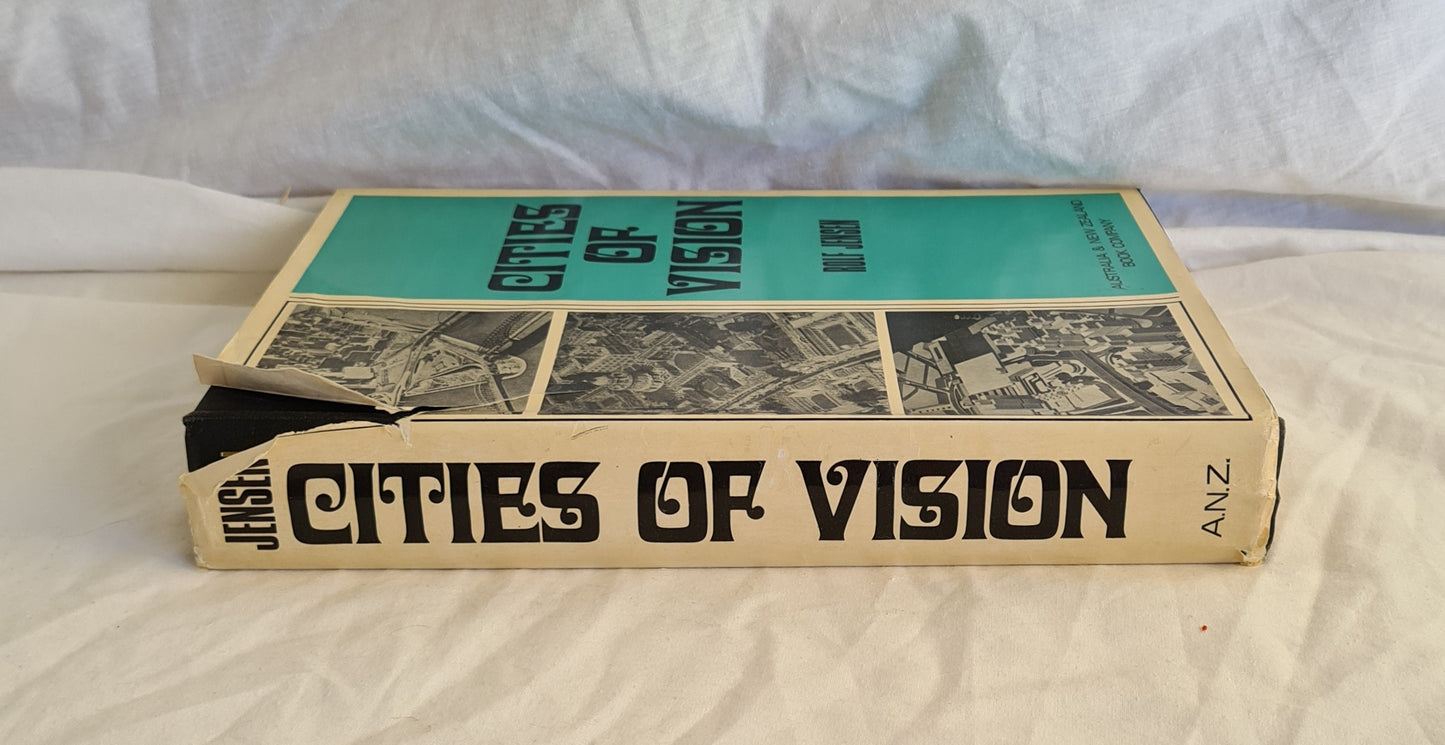 CITIES
OF
VISION
ROLF JENSEN
AUSTRALIA & NEW ZEALAND
BOOK COMPANY
JENSEN
CITIES OF VISION
A.N.Z.